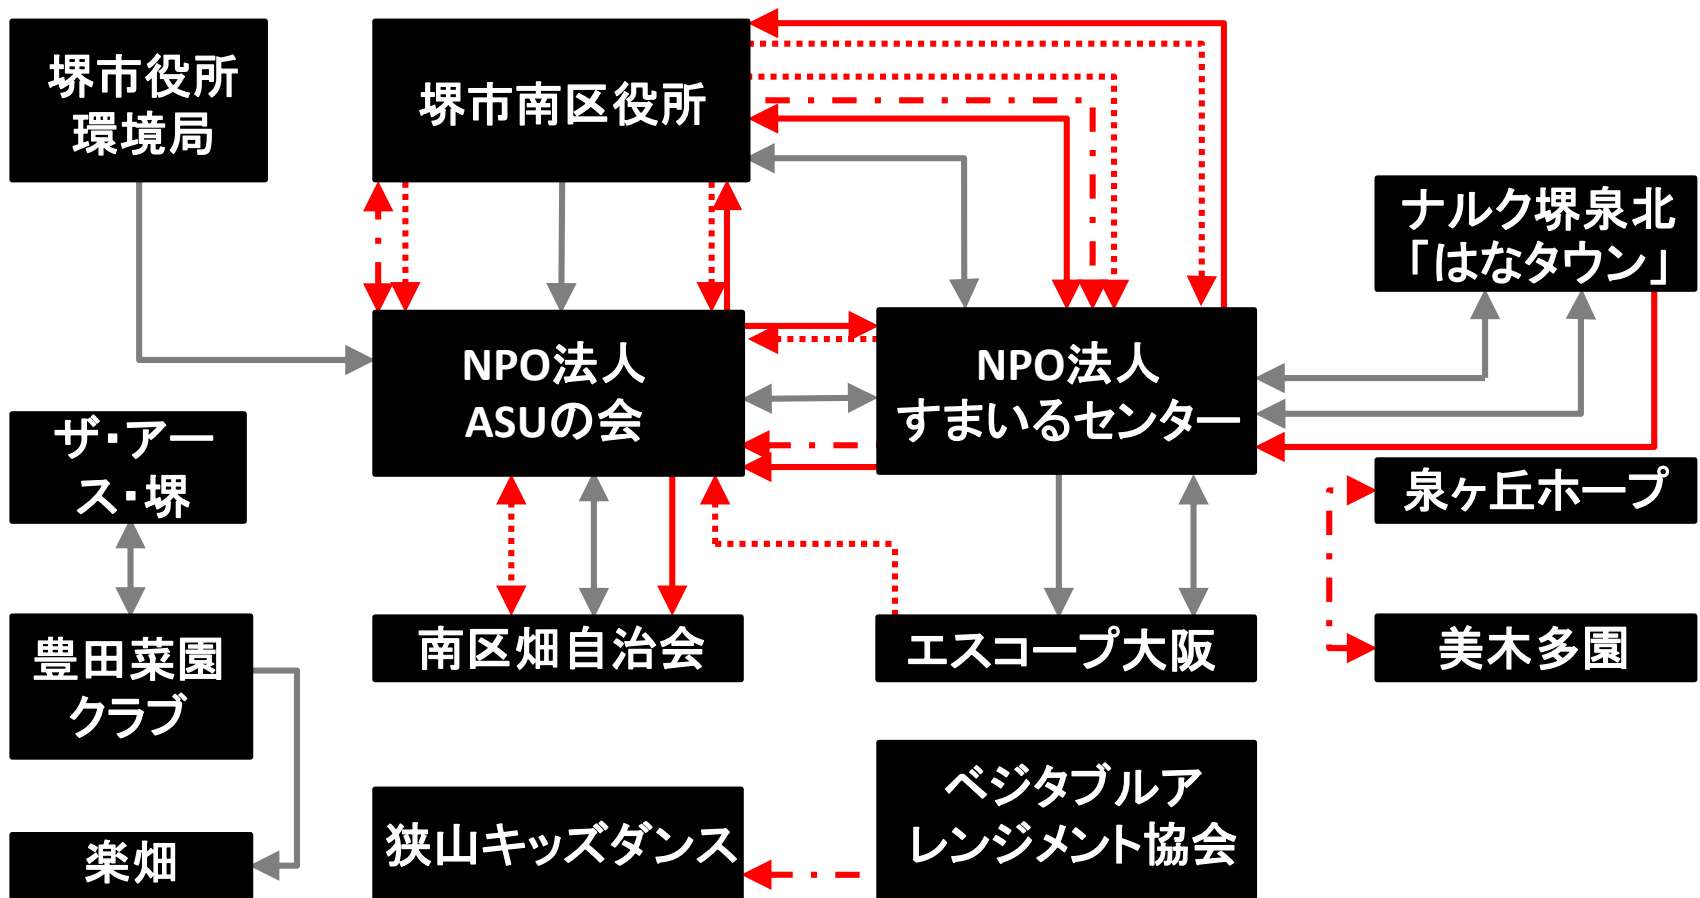 堺市役所
環境局
堺市南区役所
ナルク堺泉北
「はなタウン」
NPO法人
ASUの会
NPO法人
すまいるセンター
ザ・アー
ス・堺
泉ヶ丘ホープ
豊田菜園
クラブ
南区畑自治会
エスコープ大阪
美木多園
楽畑
狭山キッズダンス
ベジタブルア
レンジメント協会